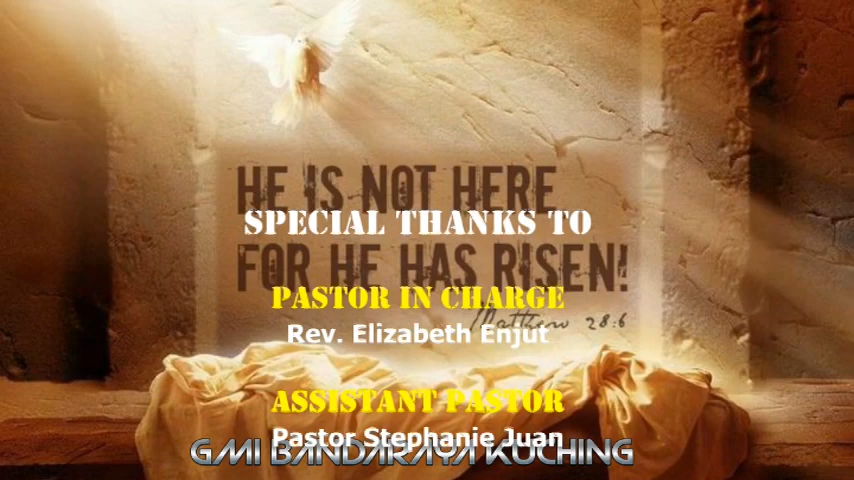 HE IS NOT HERE
SPECIAL THANKS TO
FOR HE HAS RISEN!
PASTOR IN CHARGE
Matthew 28:6
Rev. Elizabeth Enjut
ASSISTANT PASTOR
Pastor Stephanie Juan
GMI BANDARAYA KUCHING